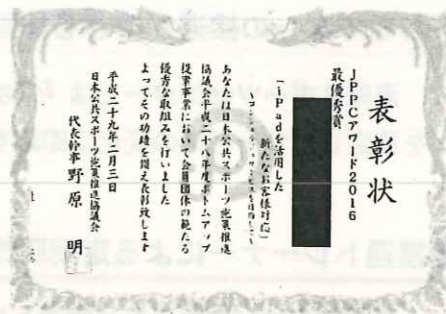 表彰状
JPPCアワード2016
最優秀賞
「iPadを活用した
新たなお客様対応」
あなたは日本公共スポーツ施設推進
協議会平成二十八年度ボトムアップ
提案事業において会員団体の範たる
優秀な取組みを行いました
よってその功績を讃え表彰致します
平成二十九年二月三日
日本公共スポーツ施設推進協議会
代表幹事 野原 明